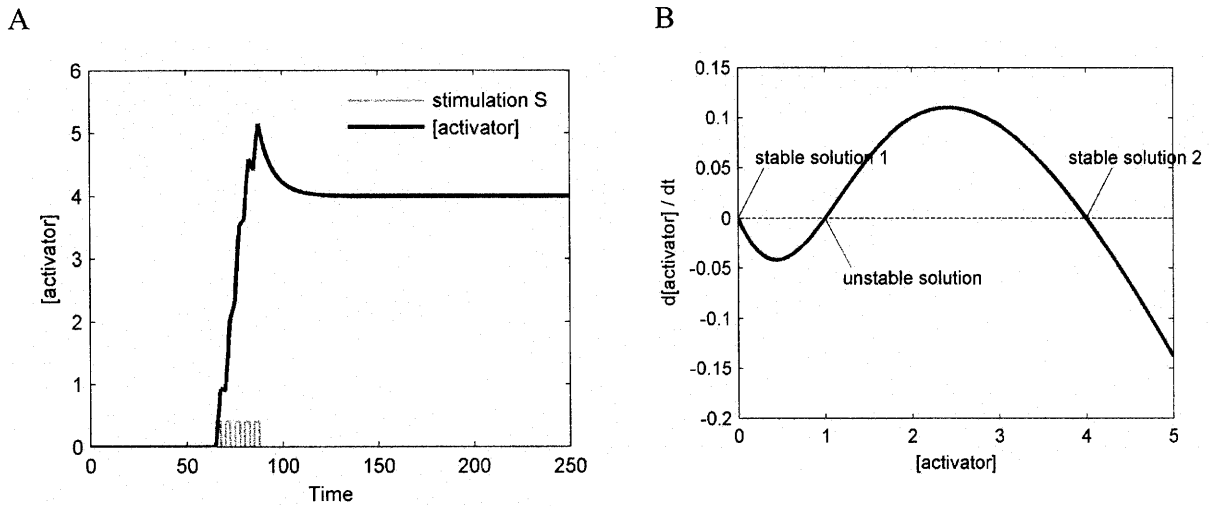 A
B
6
5
4
3
2
1
0
[activator]
stimulation S
[activator]
0
50
100
150
200
250
Time
0.15
0.1
0.05
0
-0.05
-0.1
-0.15
-0.2
d[activator] / dt
stable solution 1
stable solution 2
unstable solution
0
1
2
3
4
5
[activator]